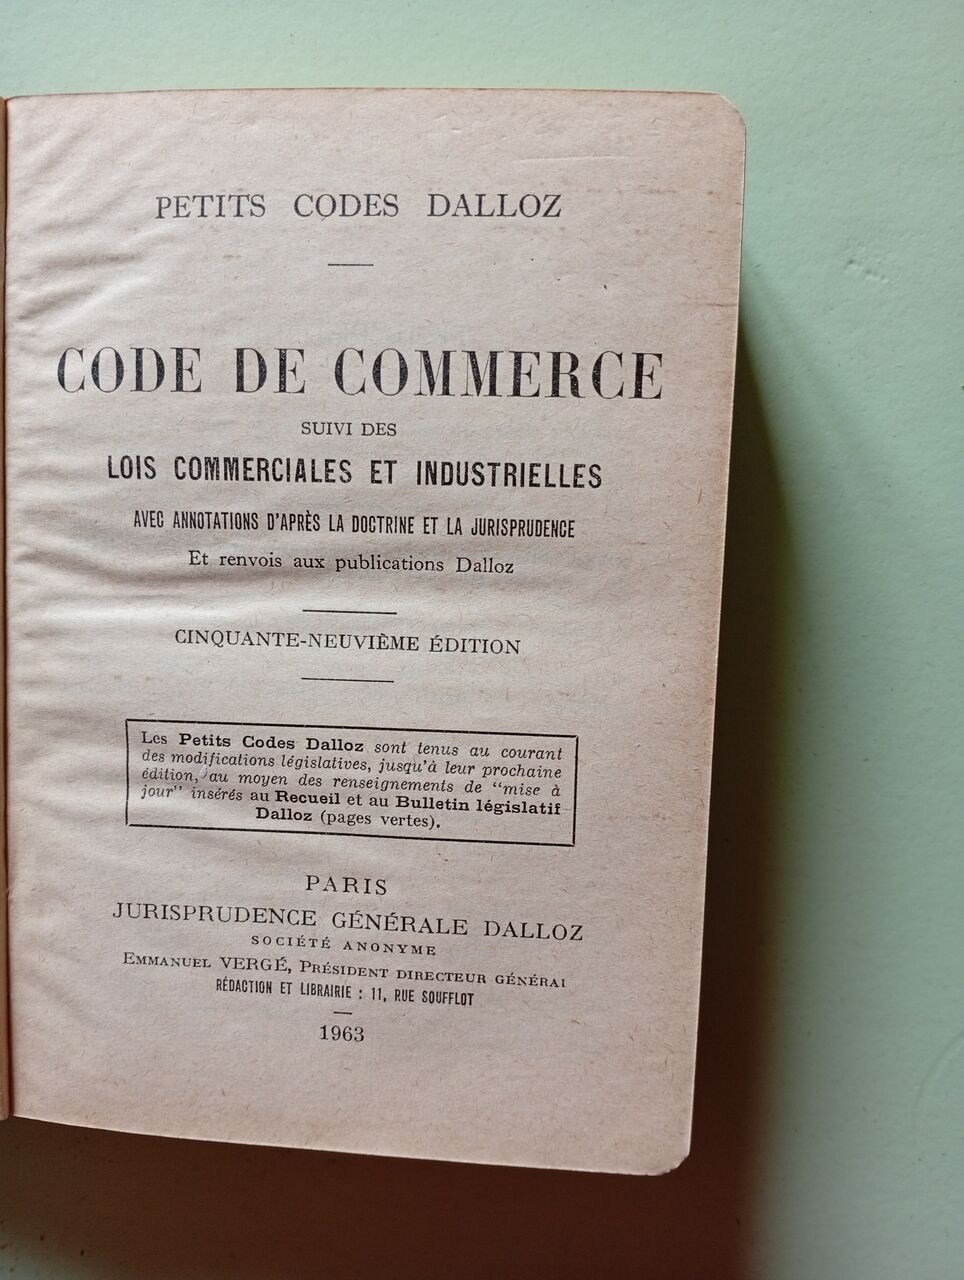 PETITS CODES DALLOZ
CODE DE COMMERCE
SUIVI DES
LOIS COMMERCIALES ET INDUSTRIELLES
AVEC ANNOTATIONS D'APRÈS LA DOCTRINE ET LA JURISPRUDENCE
Et renvois aux publications Dalloz
CINQUANTE-NEUVIÈME ÉDITION
Les Petits Codes Dalloz sont tenus au courant
des modifications législatives, jusqu'à leur prochaine
édition, au moyen des renseignements de "mise à
jour" insérés au Recueil et au Bulletin législatif
Dalloz (pages vertes).
PARIS
JURISPRUDENCE GÉNÉRALE DALLOZ
SOCIÉTÉ ANONYME
EMMANUEL VERGÉ, PRÉSIDENT DIRECTEUR GÉNÉRAL
RÉDACTION ET LIBRAIRIE : 11, RUE SOUFFLOT
1963